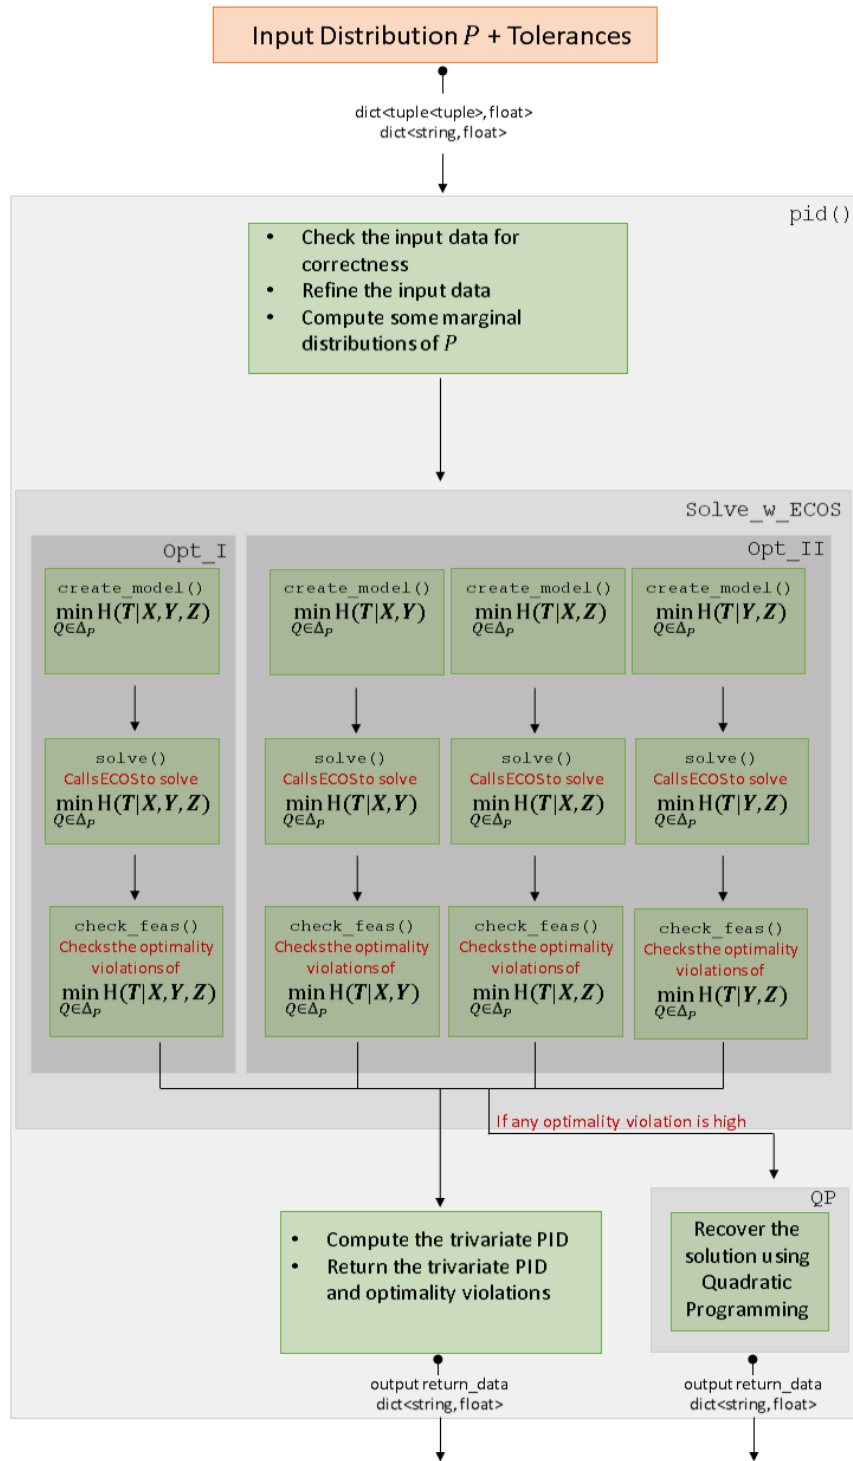 Input Distribution P + Tolerances
dict<tuple<tuple>, float>
dict<string, float>
pid()
• Check the input data for
correctness
• Refine the input data
• Compute some marginal
distributions of P
Solve_w_ECOS
Opt_I
create_model()
min H(T|X,Y,Z)
Q∈Δ_P
solve()
Calls ECOS to solve
min H(T|X,Y,Z)
Q∈Δ_P
check_feas()
Checks the optimality
violations of
min H(T|X,Y,Z)
Q∈Δ_P
Opt_II
create_model()
min H(T|X,Y)
Q∈Δ_P
solve()
Calls ECOS to solve
min H(T|X,Y)
Q∈Δ_P
check_feas()
Checks the optimality
violations of
min H(T|X,Y)
Q∈Δ_P
create_model()
min H(T|X,Z)
Q∈Δ_P
solve()
Calls ECOS to solve
min H(T|X,Z)
Q∈Δ_P
check_feas()
Checks the optimality
violations of
min H(T|X,Z)
Q∈Δ_P
create_model()
min H(T|Y,Z)
Q∈Δ_P
solve()
Calls ECOS to solve
min H(T|Y,Z)
Q∈Δ_P
check_feas()
Checks the optimality
violations of
min H(T|Y,Z)
Q∈Δ_P
If any optimality violation is high
• Compute the trivariate PID
• Return the trivariate PID
and optimality violations
output return_data
dict<string, float>
QP
Recover the
solution using
Quadratic
Programming
output return_data
dict<string, float>